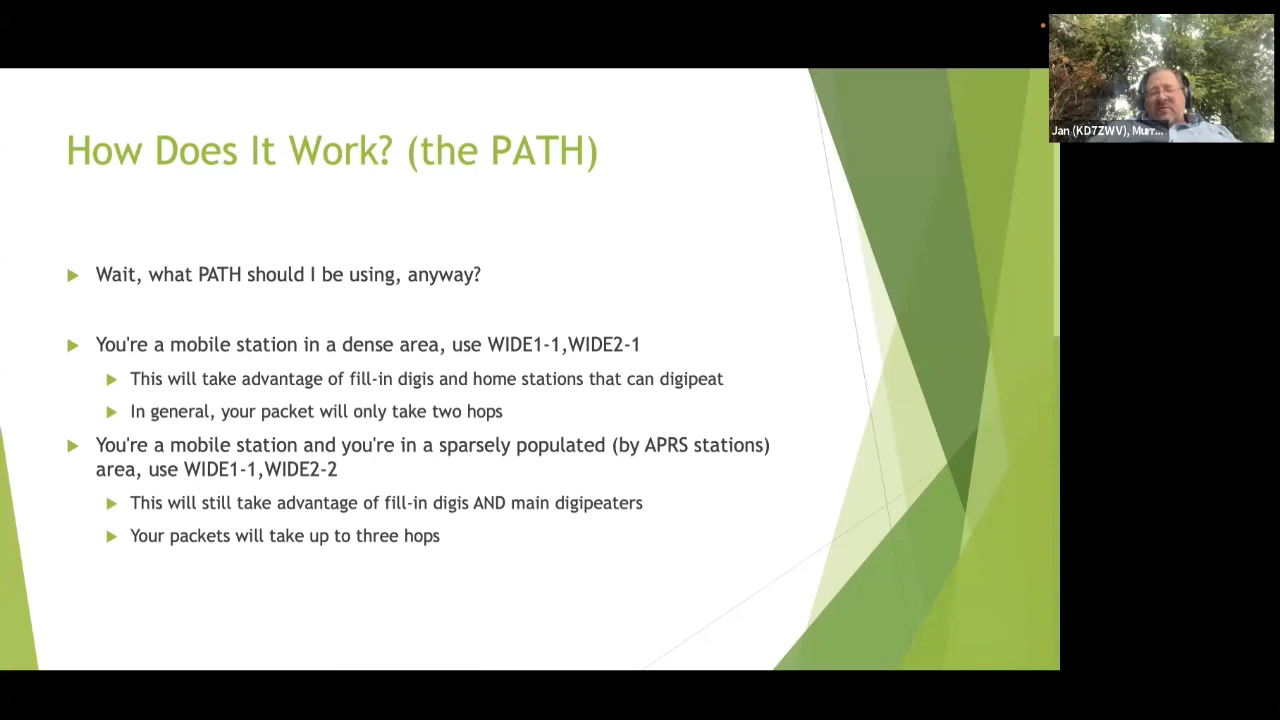 Jan (KD7ZWV), Murr...
How Does It Work? (the PATH)
Wait, what PATH should I be using, anyway?
You're a mobile station in a dense area, use WIDE1-1,WIDE2-1
This will take advantage of fill-in digis and home stations that can digipeat
In general, your packet will only take two hops
You're a mobile station and you're in a sparsely populated (by APRS stations)
area, use WIDE1-1,WIDE2-2
This will still take advantage of fill-in digis AND main digipeaters
Your packets will take up to three hops